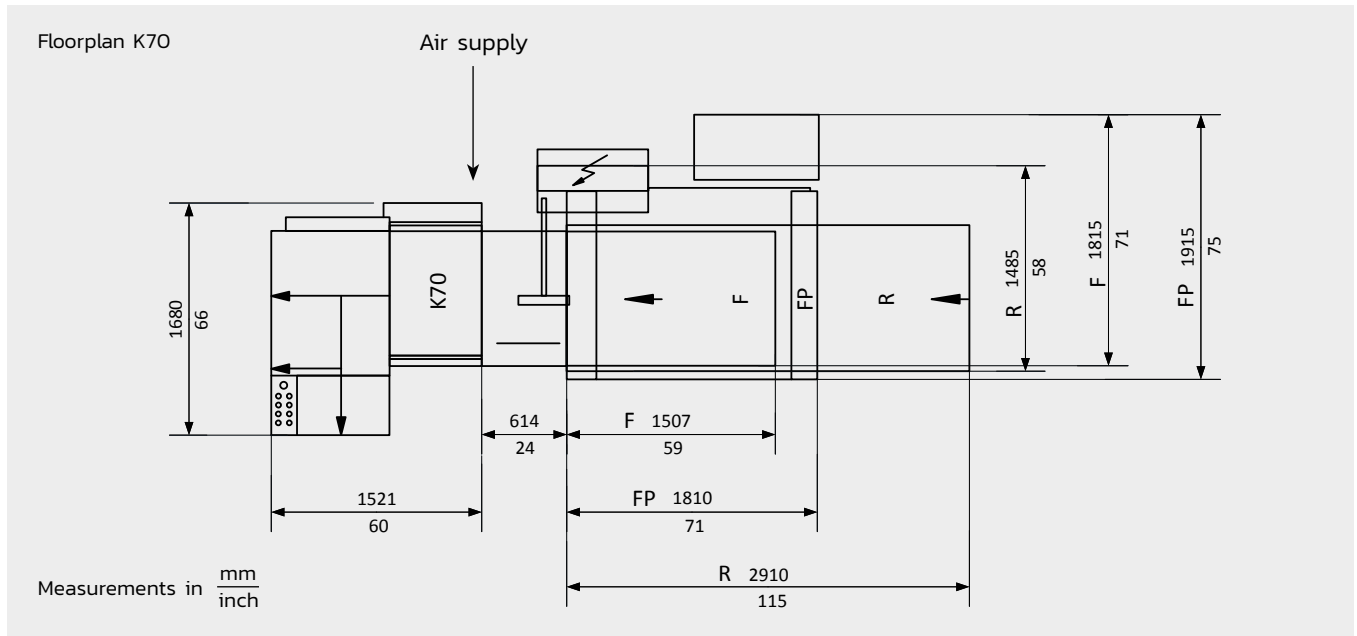 Floorplan K70
Air supply
1680
66
K70
F
FP
R
R 1485
58
F 1815
71
FP 1915
75
614
24
F 1507
59
1521
60
FP 1810
71
R 2910
115
Measurements in mm
inch